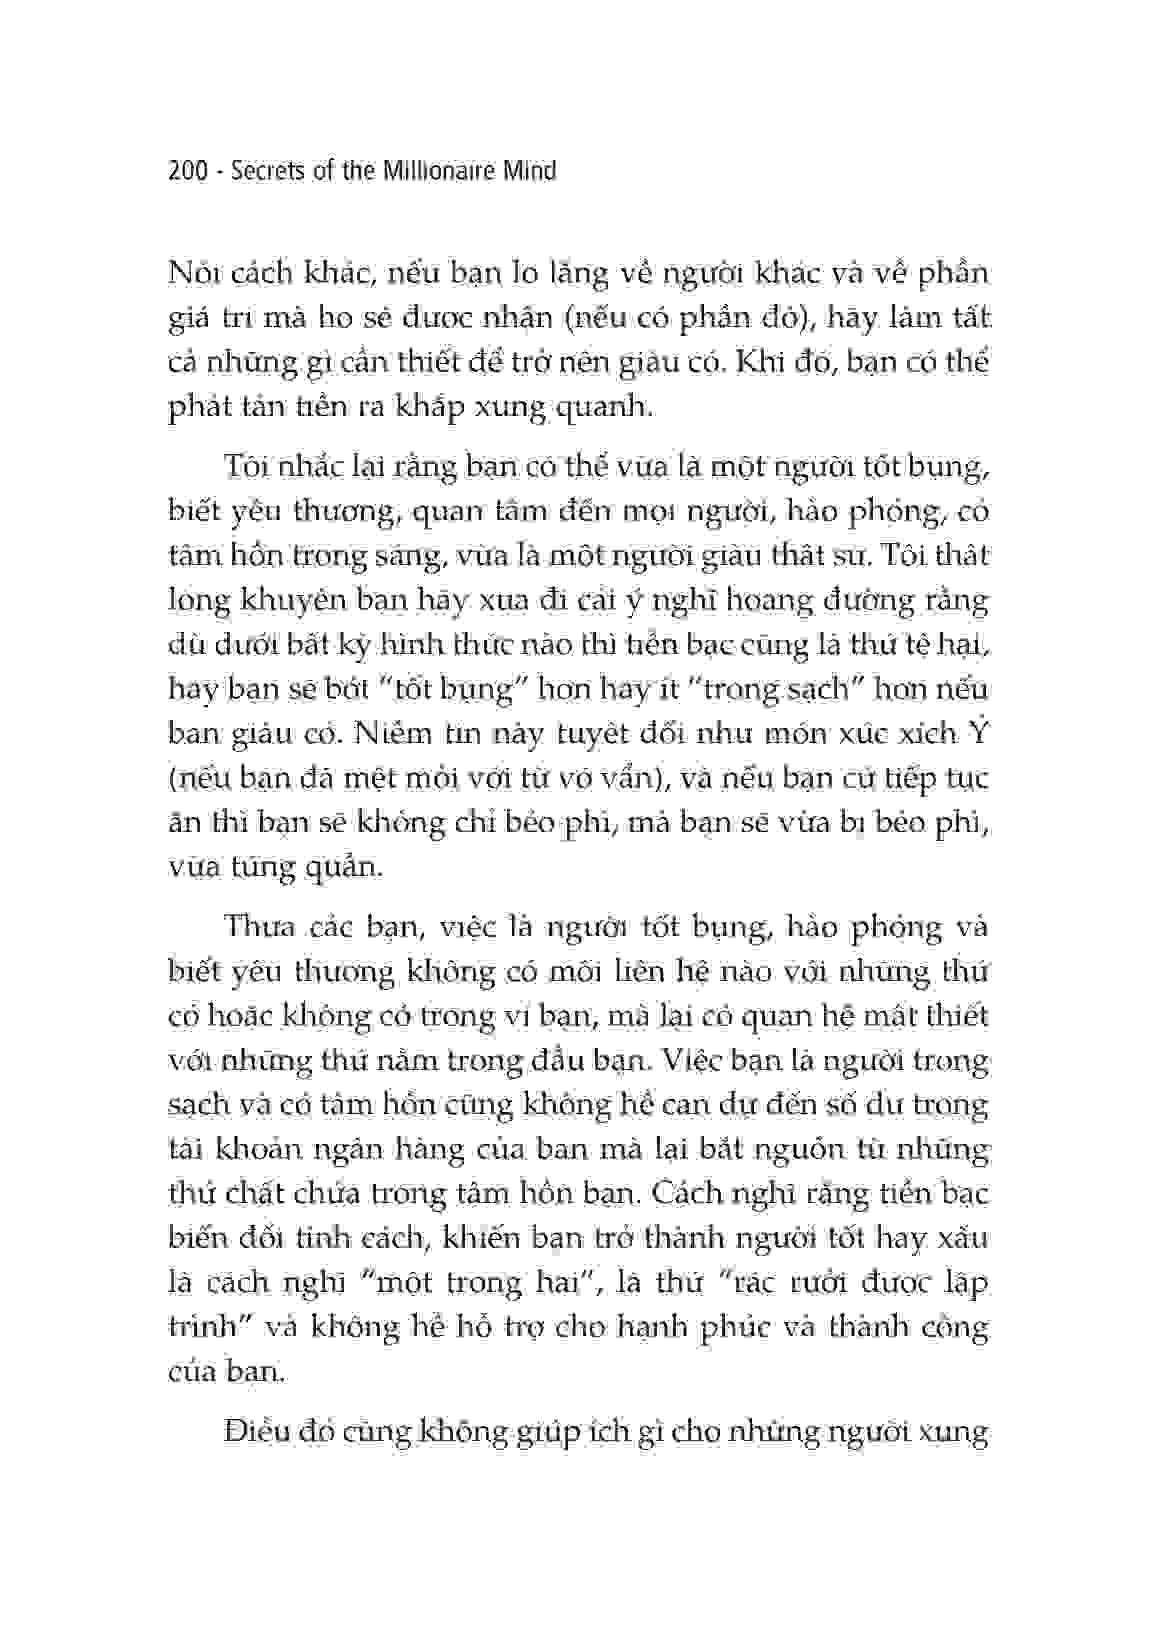 200 - Secrets of the Millionaire Mind
Nói cách khác, nếu bạn lo lắng về người khác và về phần
giá trị mà họ sẽ được nhận (nếu có phần đó), hãy làm tất
cả những gì cần thiết để trở nên giàu có. Khi đó, bạn có thể
phát tán tiền ra khắp xung quanh.
Tôi nhắc lại rằng bạn có thể vừa là một người tốt bụng,
biết yêu thương, quan tâm đến mọi người, hào phóng, có
tâm hồn trong sáng, vừa là một người giàu thật sự. Tôi thật
lòng khuyên bạn hãy xua đi cái ý nghĩ hoang đường rằng
dù dưới bất kỳ hình thức nào thì tiền bạc cũng là thứ tệ hại,
hay bạn sẽ bớt “tốt bụng” hơn hay ít “trong sạch” hơn nếu
bạn giàu có. Niềm tin này tuyệt đối như món xúc xích Ý
(nếu bạn đã mệt mỏi với từ vớ vẩn), và nếu bạn cứ tiếp tục
ăn thì bạn sẽ không chỉ béo phì, mà bạn sẽ vừa bị béo phì,
vừa túng quẫn.
Thưa các bạn, việc là người tốt bụng, hào phóng và
biết yêu thương không có mối liên hệ nào với những thứ
có hoặc không có trong ví bạn, mà lại có quan hệ mật thiết
với những thứ nằm trong đầu bạn. Việc bạn là người trong
sạch và có tâm hồn cũng không hề can dự đến số dư trong
tài khoản ngân hàng của bạn mà lại bắt nguồn từ những
thứ chất chứa trong tâm hồn bạn. Cách nghĩ rằng tiền bạc
biến đổi tính cách, khiến bạn trở thành người tốt hay xấu
là cách nghĩ “một trong hai”, là thứ “rác rưởi được lập
trình” và không hề hỗ trợ cho hạnh phúc và thành công
của bạn.
Điều đó cũng không giúp ích gì cho những người xung